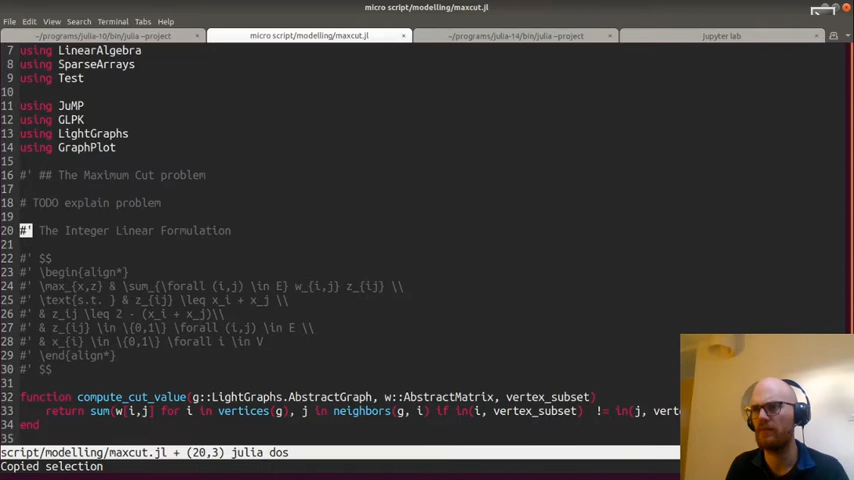 micro script/modelling/maxcut.jl
File Edit View Search Terminal Tabs Help
~/programs/julia-10/bin/julia --project × micro script/modelling/maxcut.jl × ~/programs/julia-14/bin/julia --project × jupyter lab ×
7 using LinearAlgebra
8 using SparseArrays
9 using Test
10
11 using JuMP
12 using GLPK
13 using LightGraphs
14 using GraphPlot
15
16 #' ## The Maximum Cut problem
17
18 # TODO explain problem
19
20 #' The Integer Linear Formulation
21
22 #' $$
23 #' \begin{align*}
24 #' \max_{x,z} & \sum_{\forall (i,j) \in E} w_{i,j} z_{ij} \\
25 #' \text{s.t. } & z_{ij} \leq x_i + x_j \\
26 #' & z_ij \leq 2 - (x_i + x_j)\\
27 #' & z_{ij} \in \{0,1\} \forall (i,j) \in E \\
28 #' & x_{i} \in \{0,1\} \forall i \in V
29 #' \end{align*}
30 #' $$
31
32 function compute_cut_value(g::LightGraphs.AbstractGraph, w::AbstractMatrix, vertex_subset)
33 return sum(w[i,j] for i in vertices(g), j in neighbors(g, i) if in(i, vertex_subset) != in(j, verte
34 end
35
script/modelling/maxcut.jl + (20,3) julia dos
Copied selection